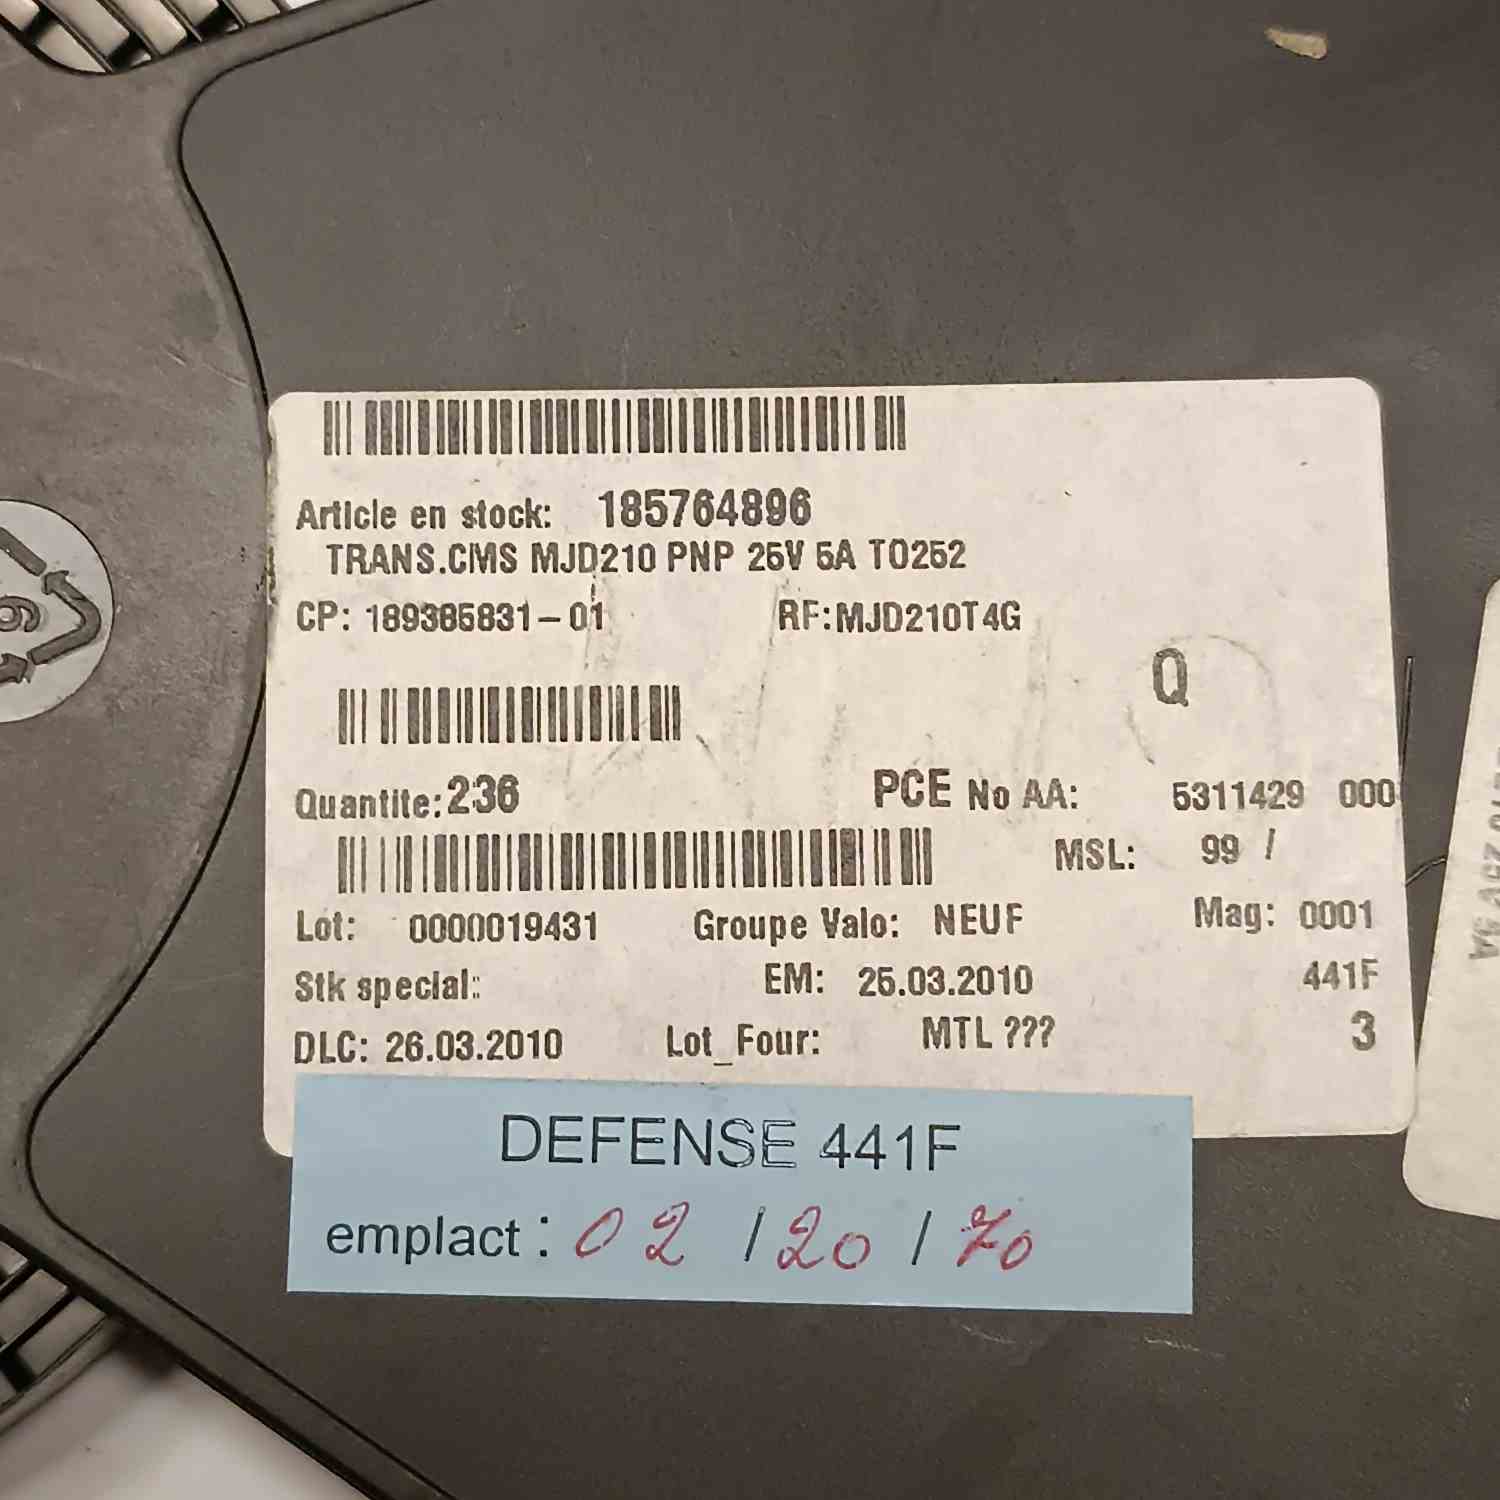 Article en stock: 185764896
TRANS.CMS MJD210 PNP 25V 5A TO252
CP: 189385831-01 RF:MJD210T4G
Q
Quantite: 236 PCE No AA: 5311429 000
MSL: 99 /
Lot: 0000019431 Groupe Valo: NEUF Mag: 0001
Stk special: EM: 25.03.2010 441F
DLC: 26.03.2010 Lot_Four: MTL ??? 3
DEFENSE 441F
emplact : 02 / 20 / 70